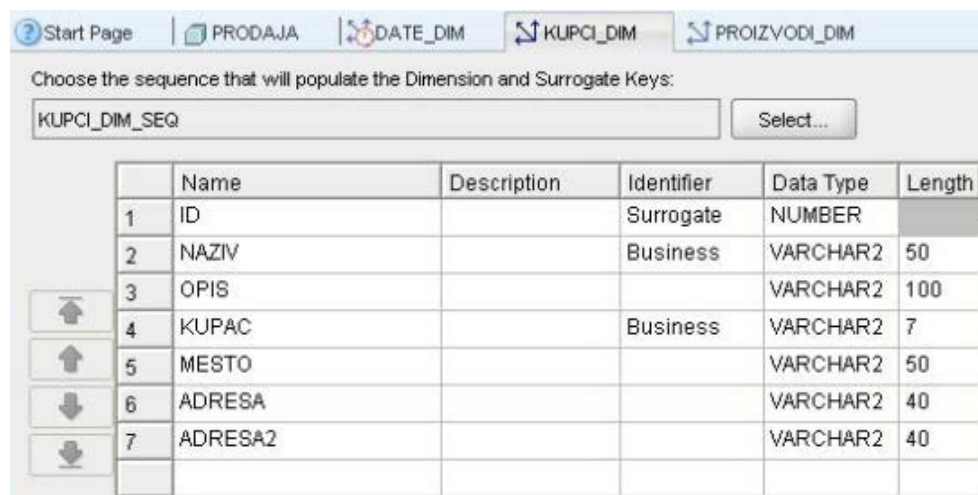 Start Page PRODAJA DATE_DIM KUPCI_DIM PROIZVODI_DIM
Choose the sequence that will populate the Dimension and Surrogate Keys:
KUPCI_DIM_SEQ Select...
Name Description Identifier Data Type Length
1 ID Surrogate NUMBER
2 NAZIV Business VARCHAR2 50
3 OPIS VARCHAR2 100
4 KUPAC Business VARCHAR2 7
5 MESTO VARCHAR2 50
6 ADRESA VARCHAR2 40
7 ADRESA2 VARCHAR2 40